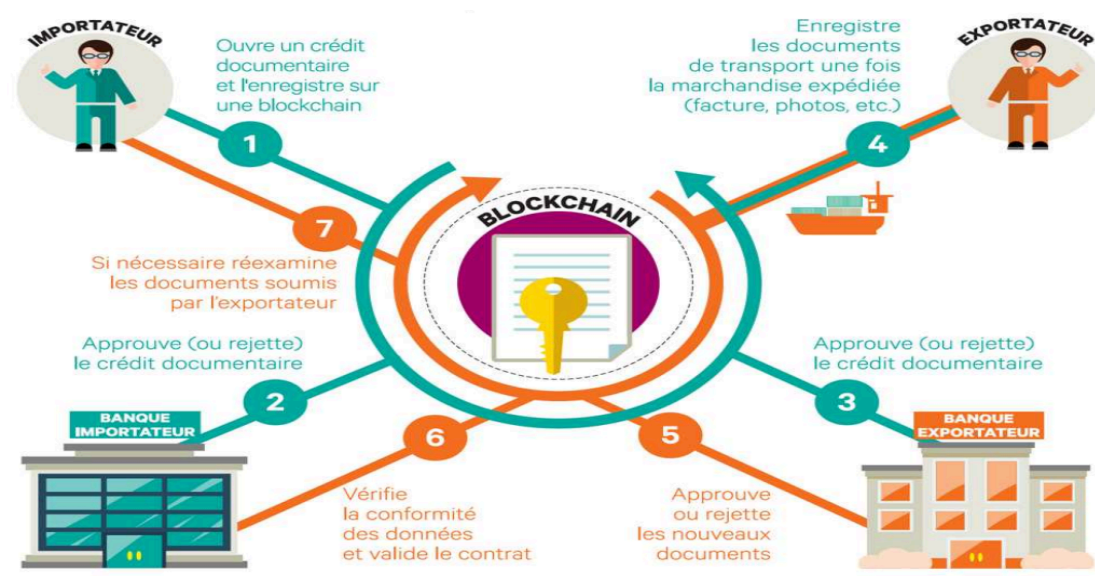 IMPORTATEUR
Ouvre un crédit
documentaire
et l'enregistre sur
une blockchain
1
Enregistre
les documents
de transport une fois
la marchandise expédiée
(facture, photos, etc.)
EXPORTATEUR
4
7
BLOCKCHAIN
Si nécessaire réexamine
les documents soumis
par l'exportateur
Approuve (ou rejette)
le crédit documentaire
2
BANQUE
IMPORTATEUR
Approuve (ou rejette)
le crédit documentaire
3
BANQUE
EXPORTATEUR
6
Vérifie
la conformité
des données
et valide le contrat
5
Approuve
ou rejette
les nouveaux
documents